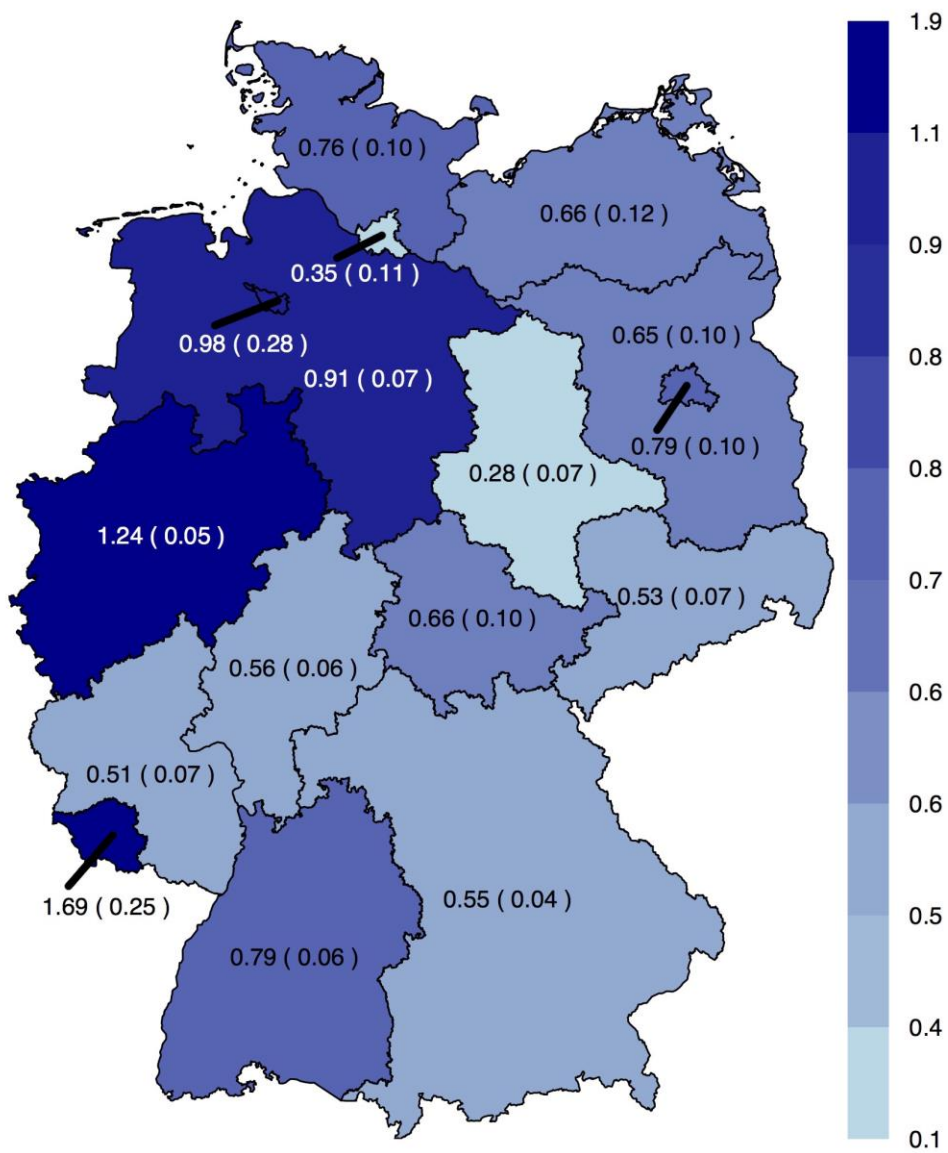 0.76 ( 0.10 )
0.66 ( 0.12 )
0.35 ( 0.11 )
0.98 ( 0.28 )
0.65 ( 0.10 )
0.91 ( 0.07 )
0.79 ( 0.10 )
0.28 ( 0.07 )
1.24 ( 0.05 )
0.53 ( 0.07 )
0.66 ( 0.10 )
0.56 ( 0.06 )
0.51 ( 0.07 )
1.69 ( 0.25 )
0.55 ( 0.04 )
0.79 ( 0.06 )
1.9
1.1
0.9
0.8
0.8
0.7
0.6
0.6
0.5
0.4
0.1